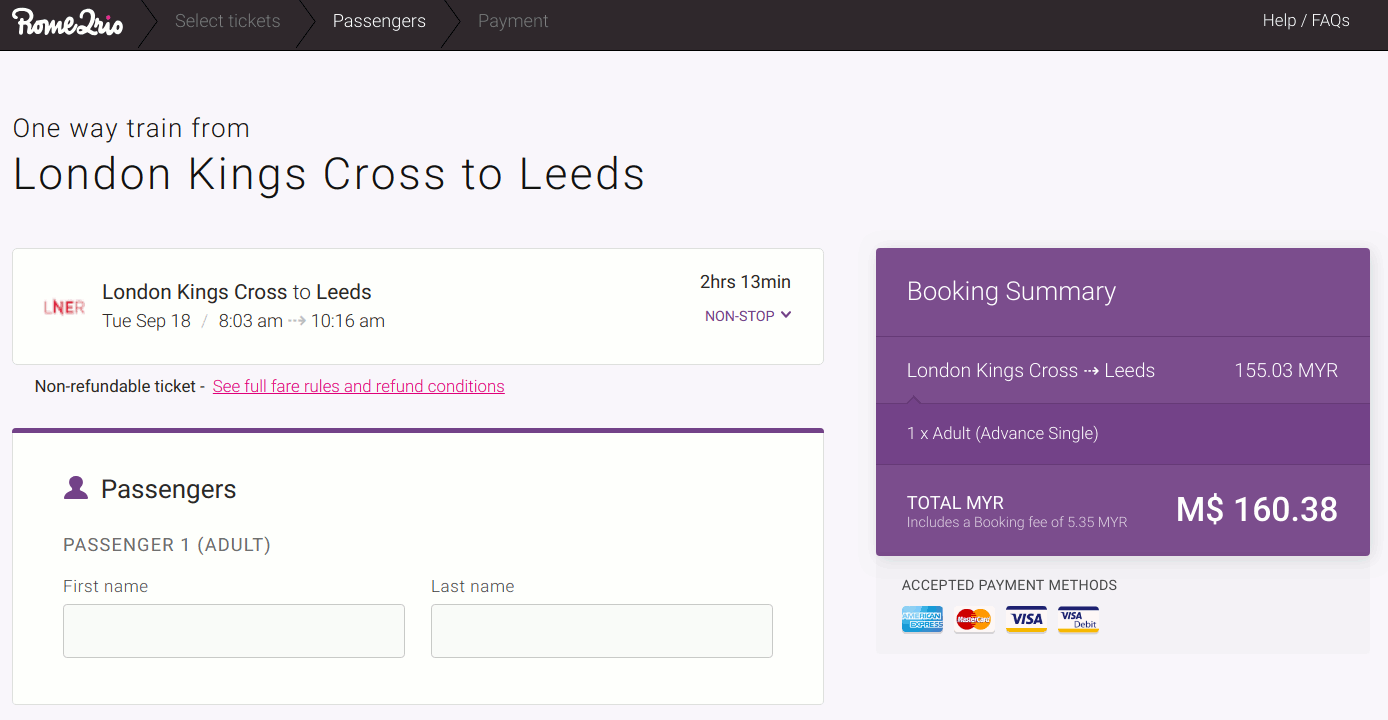 Rome2rio
Select tickets
Passengers
Payment
Help / FAQs
One way train from
London Kings Cross to Leeds
LNER
London Kings Cross to Leeds
2hrs 13min
Tue Sep 18 / 8:03 am ⇢ 10:16 am
NON-STOP
Non-refundable ticket - See full fare rules and refund conditions
Passengers
PASSENGER 1 (ADULT)
First name
Last name
Booking Summary
London Kings Cross ⇢ Leeds 155.03 MYR
1 x Adult (Advance Single)
TOTAL MYR
Includes a Booking fee of 5.35 MYR
M$ 160.38
ACCEPTED PAYMENT METHODS
AMERICAN EXPRESS
MasterCard
VISA
VISA Debit